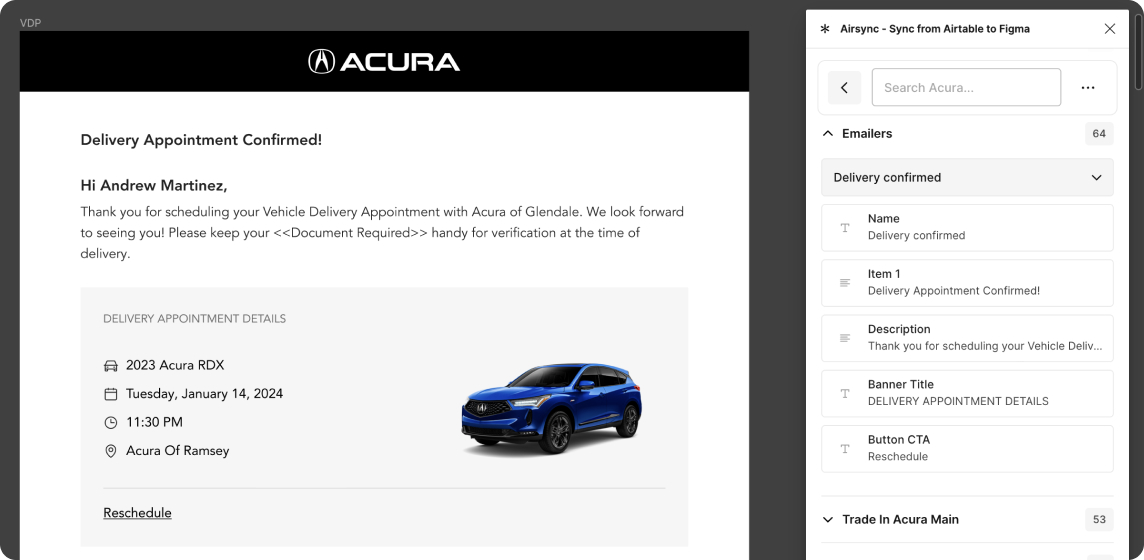 VDP
ACURA
Delivery Appointment Confirmed!
Hi Andrew Martinez,
Thank you for scheduling your Vehicle Delivery Appointment with Acura of Glendale. We look forward
to seeing you! Please keep your <<Document Required>> handy for verification at the time of
delivery.
DELIVERY APPOINTMENT DETAILS
2023 Acura RDX
Tuesday, January 14, 2024
11:30 PM
Acura Of Ramsey
Reschedule
Airsync - Sync from Airtable to Figma
Search Acura...
Emailers 64
Delivery confirmed
Name
Delivery confirmed
Item 1
Delivery Appointment Confirmed!
Description
Thank you for scheduling your Vehicle Deliv...
Banner Title
DELIVERY APPOINTMENT DETAILS
Button CTA
Reschedule
Trade In Acura Main 53